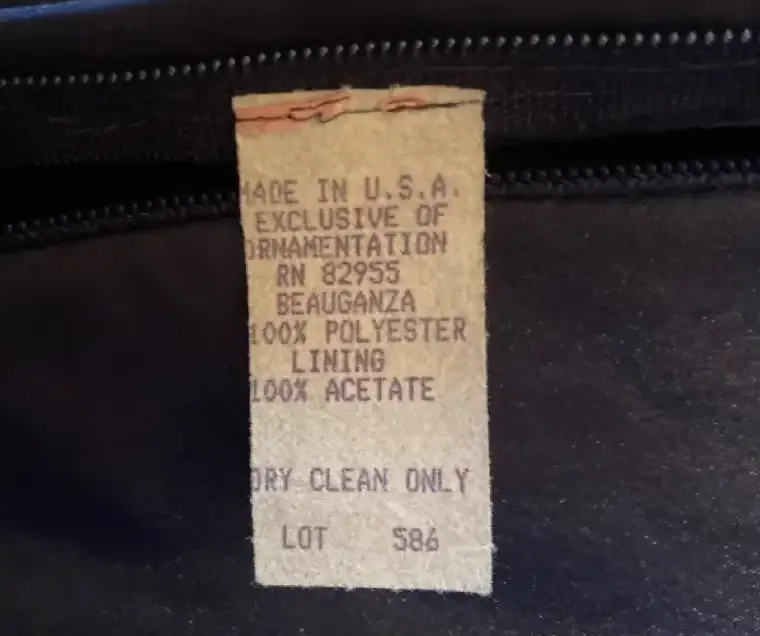 MADE IN U.S.A.
EXCLUSIVE OF
ORNAMENTATION
RN 82955
BEAUGANZA
100% POLYESTER
LINING
100% ACETATE
DRY CLEAN ONLY
LOT 586